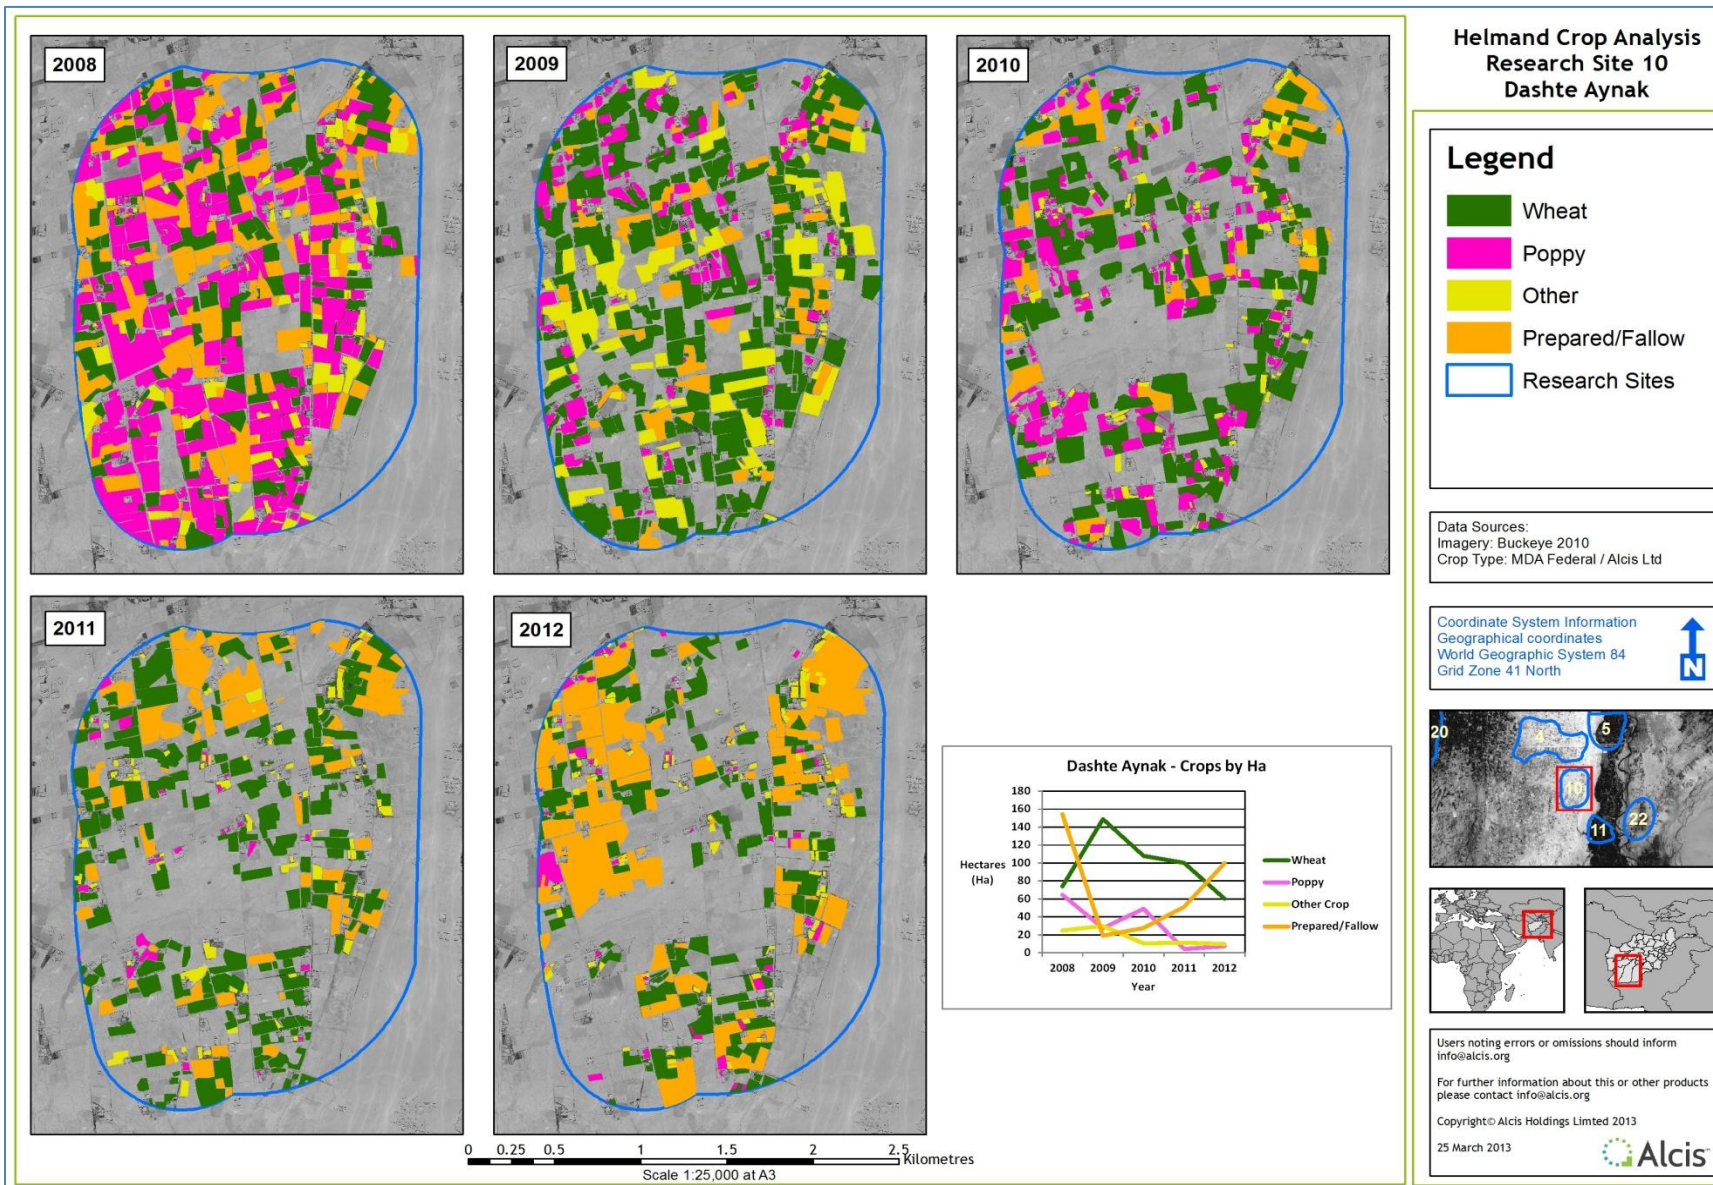 2008
2009
2010
2011
2012
Helmand Crop Analysis
Research Site 10
Dashte Aynak
Legend
Wheat
Poppy
Other
Prepared/Fallow
Research Sites
Data Sources:
Imagery: Buckeye 2010
Crop Type: MDA Federal / Alcis Ltd
Coordinate System Information
Geographical coordinates
World Geographic System 84
Grid Zone 41 North
N
20
4
5
10
11
22
Dashte Aynak - Crops by Ha
180
160
140
120
100
80
60
40
20
0
Hectares
(Ha)
2008 2009 2010 2011 2012
Year
Wheat
Poppy
Other Crop
Prepared/Fallow
0 0.25 0.5 1 1.5 2 2.5
Kilometres
Scale 1:25,000 at A3
Users noting errors or omissions should inform
info@alcis.org
For further information about this or other products
please contact info@alcis.org
Copyright© Alcis Holdings Limted 2013
25 March 2013
Alcis